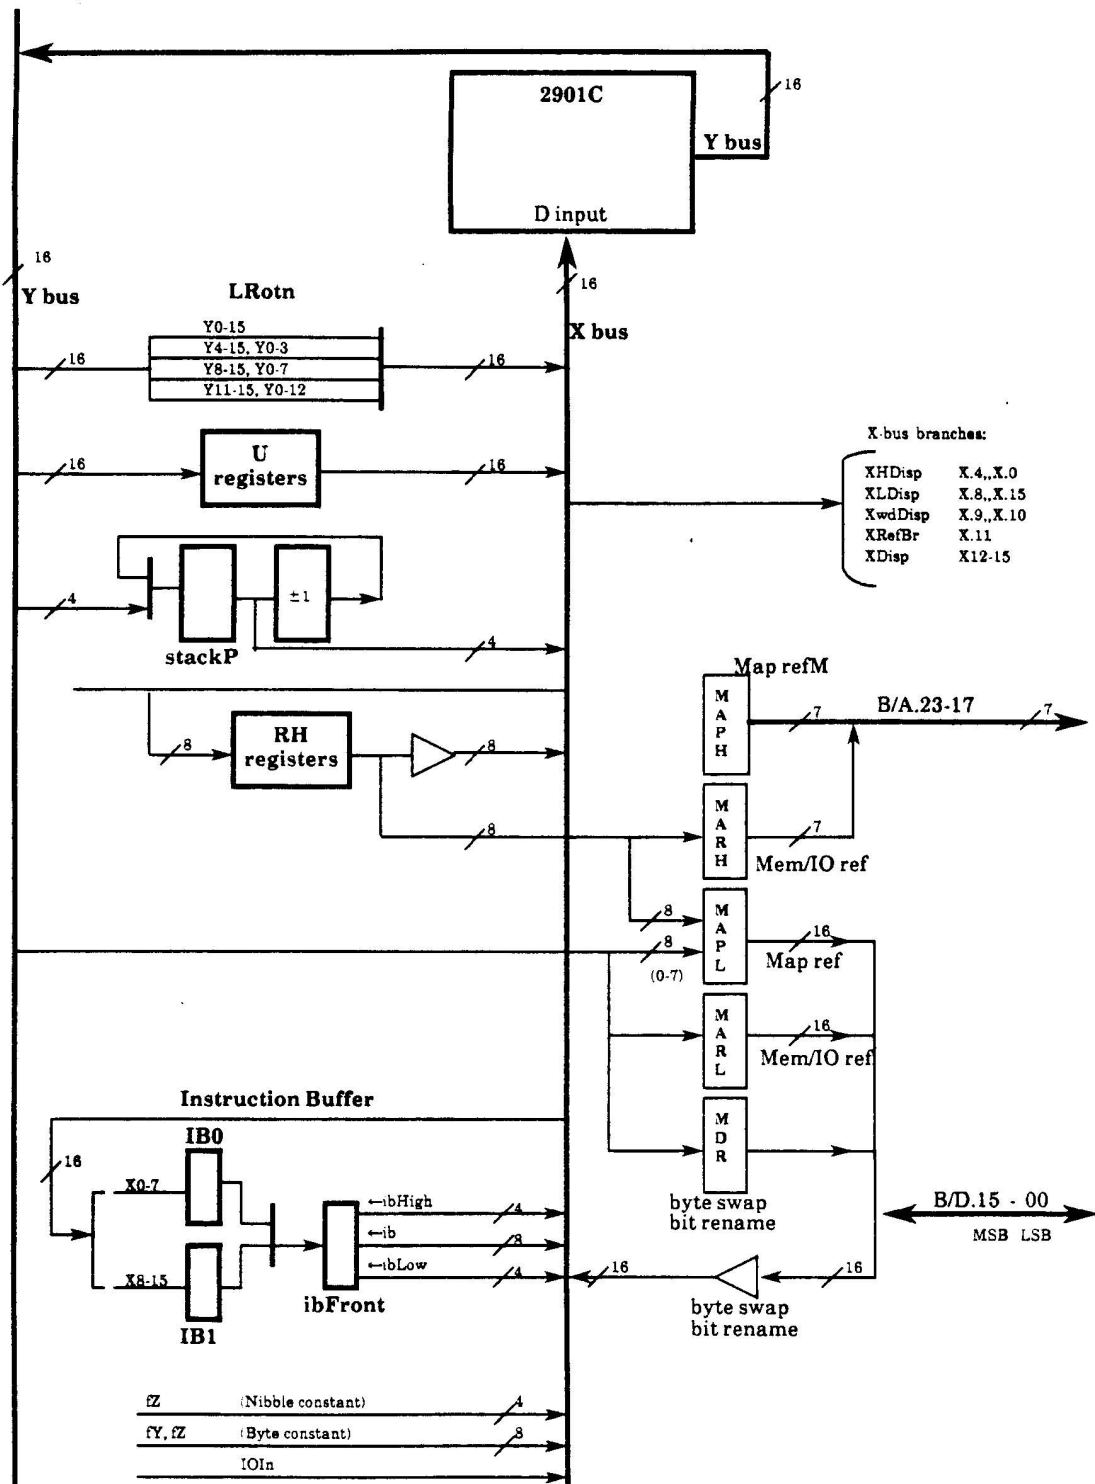 2901C
16
Y bus
D input
16
Y bus
LRotn
16
X bus
Y0-15
Y4-15, Y0-3
Y8-15, Y0-7
Y11-15, Y0-12
16
16
X-bus branches:
XHDisp X.4,,X.0
XLDisp X.8,,X.15
XwdDisp X.9,,X.10
XRefBr X.11
XDisp X12-15
U
registers
16
16
±1
4
stackP
4
Map refM
MAPH
B/A.23-17
7
7
RH
registers
8
8
8
MARH
7
Mem/IO ref
8
8
(0-7)
MAPL
16
Map ref
MARL
16
Mem/IO ref
Instruction Buffer
IB0
16
X0-7
X8-15
IB1
←ibHigh
4
←ib
8
←ibLow
4
ibFront
MDR
byte swap
bit rename
B/D.15 - 00
MSB LSB
16
16
byte swap
bit rename
fZ (Nibble constant) 4
fY, fZ (Byte constant) 8
IOIn